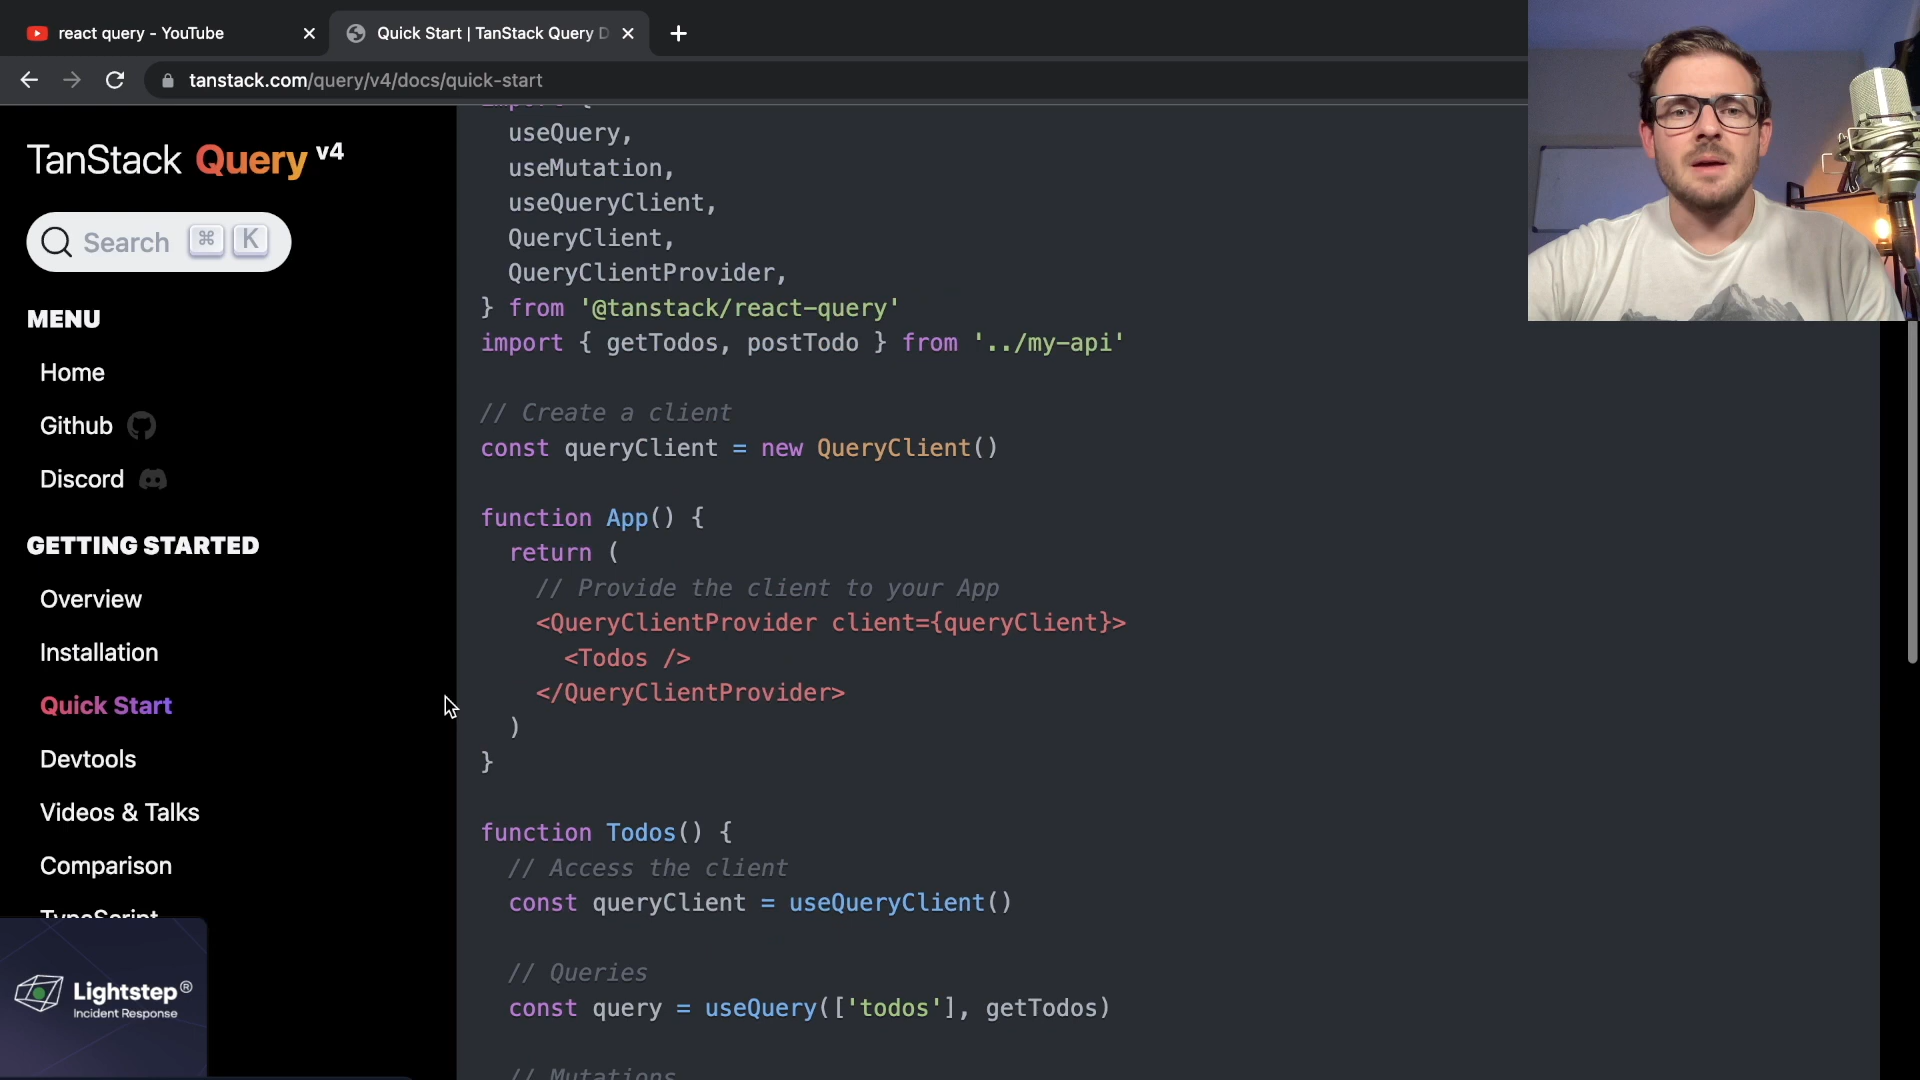 react query - YouTube
Quick Start | TanStack Query D
tanstack.com/query/v4/docs/quick-start
TanStack Query v4
Search ⌘ K
MENU
Home
Github
Discord
GETTING STARTED
Overview
Installation
Quick Start
Devtools
Videos & Talks
Comparison
TypeScript
Lightstep®
Incident Response
import {
  useQuery,
  useMutation,
  useQueryClient,
  QueryClient,
  QueryClientProvider,
} from '@tanstack/react-query'
import { getTodos, postTodo } from '../my-api'
// Create a client
const queryClient = new QueryClient()
function App() {
  return (
    // Provide the client to your App
    <QueryClientProvider client={queryClient}>
      <Todos />
    </QueryClientProvider>
  )
}
function Todos() {
  // Access the client
  const queryClient = useQueryClient()
  // Queries
  const query = useQuery(['todos'], getTodos)
  // Mutations